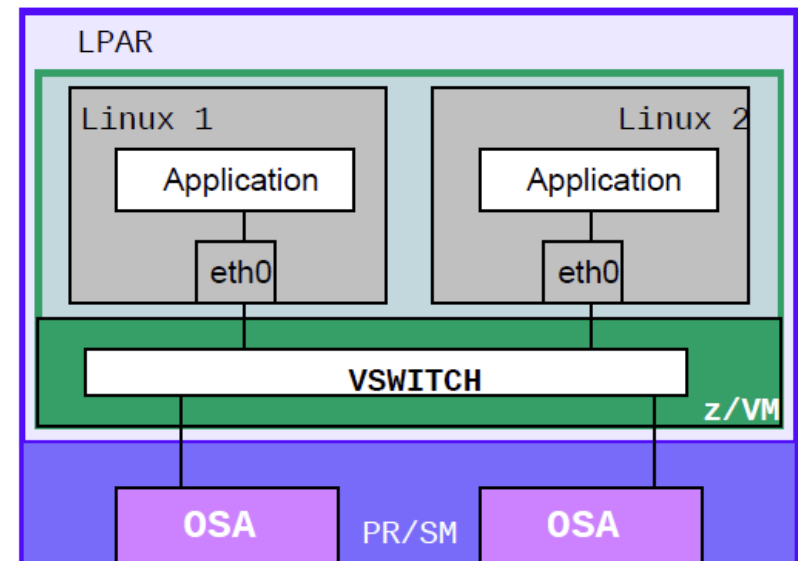 LPAR
Linux 1
Linux 2
Application
Application
eth0
eth0
VSWITCH
z/VM
OSA
PR/SM
OSA